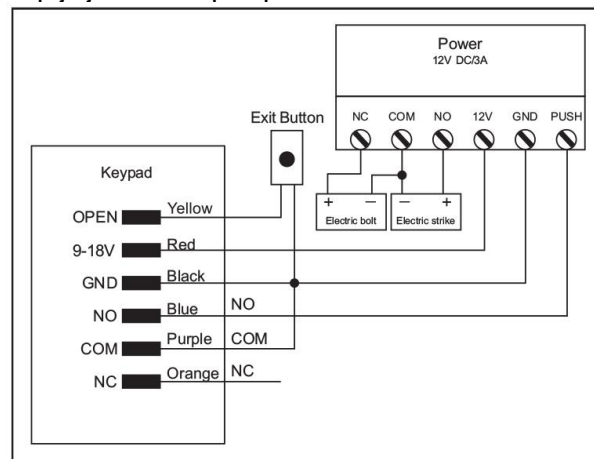 Power
12V DC/3A
NC COM NO 12V GND PUSH
Exit Button
Keypad
+ − − +
Electric bolt Electric strike
OPEN Yellow
9-18V Red
GND Black
NO Blue NO
COM Purple COM
NC Orange NC